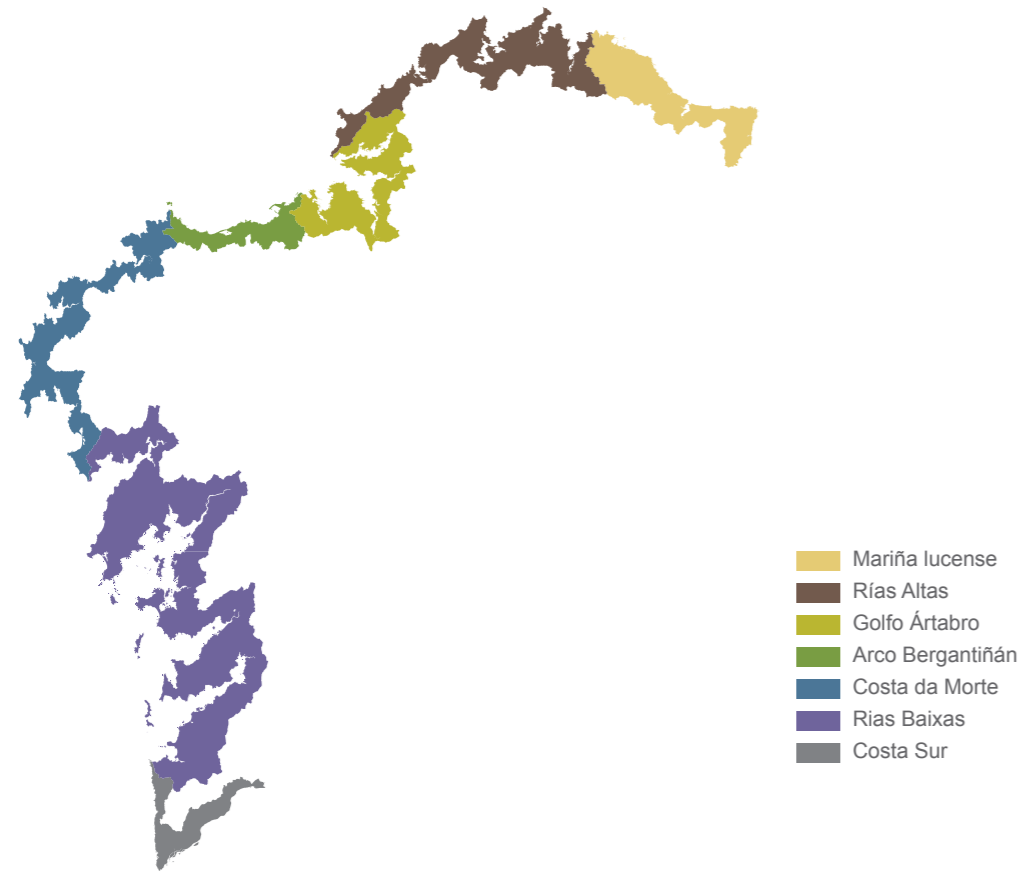 Mariña lucense
Rías Altas
Golfo Ártabro
Arco Bergantiñán
Costa da Morte
Rias Baixas
Costa Sur